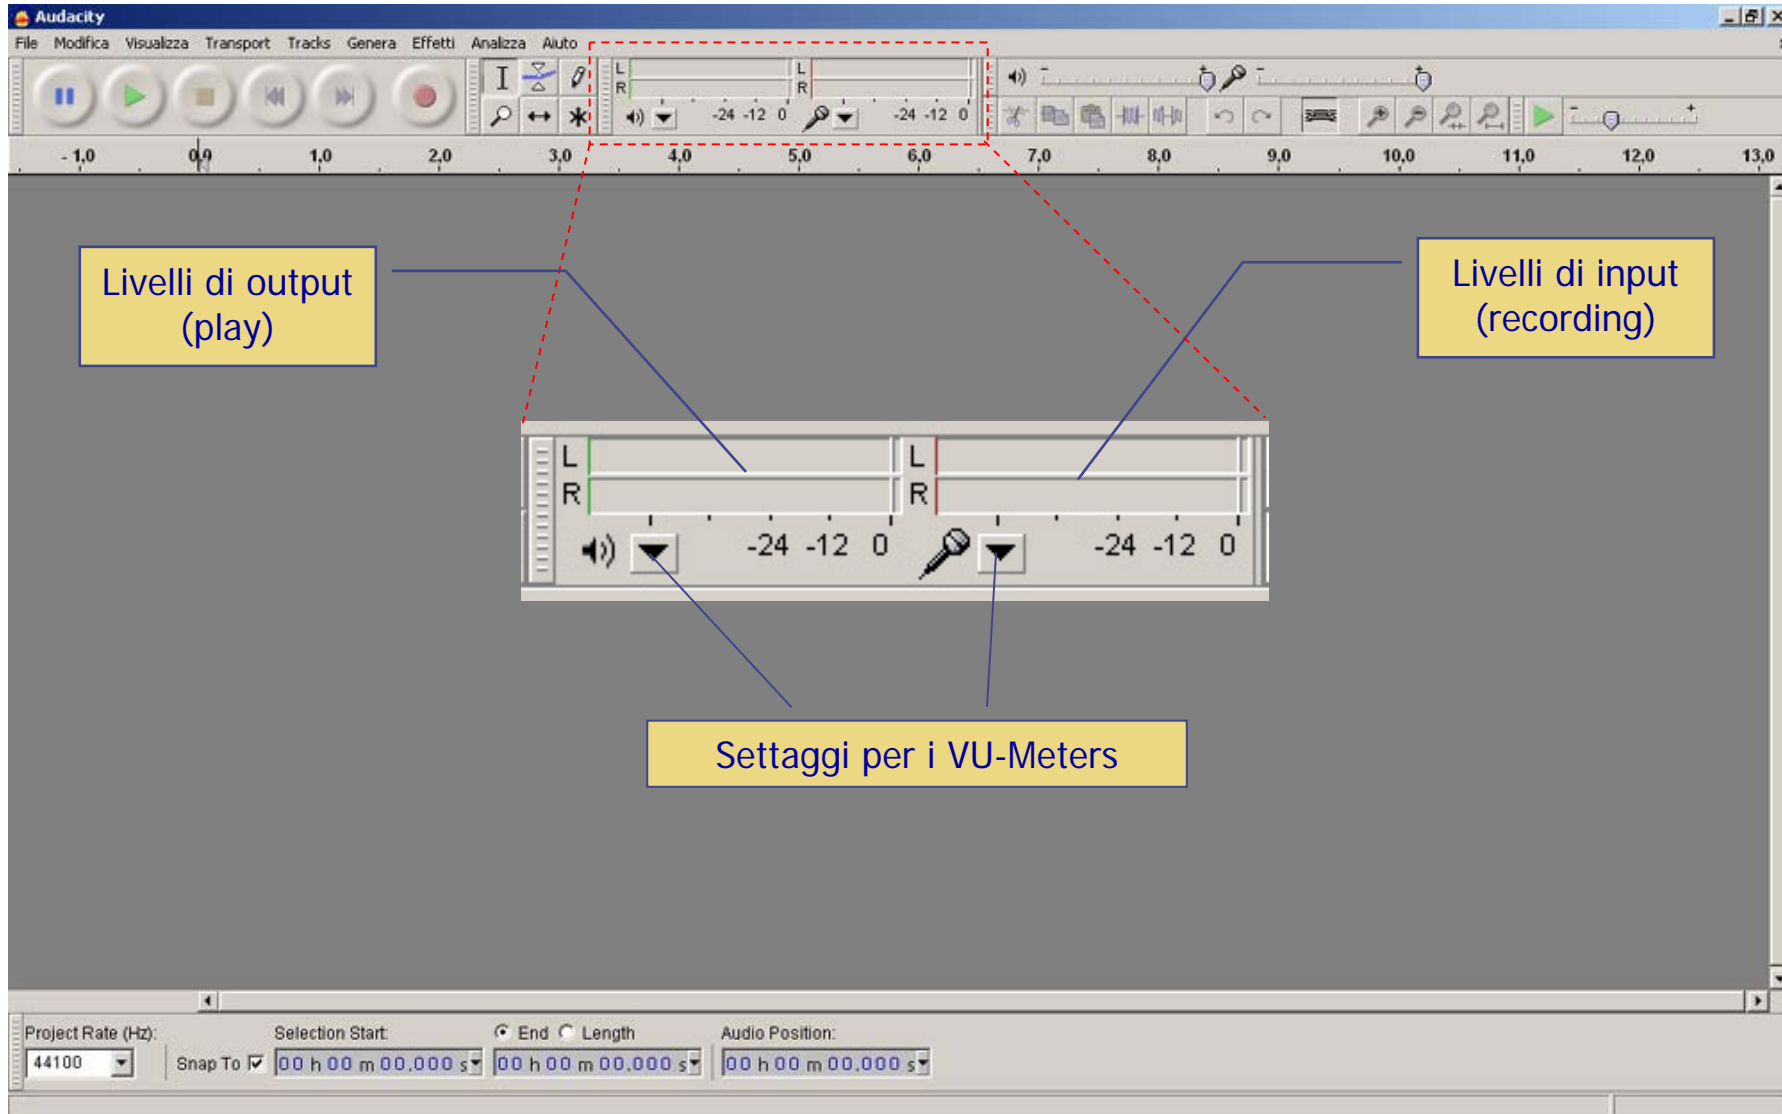 Audacity
File Modifica Visualizza Transport Tracks Genera Effetti Analizza Aiuto
L L
R R
-24 -12 0 -24 -12 0
- + - +
- +
- 1,0 0,0 1,0 2,0 3,0 4,0 5,0 6,0 7,0 8,0 9,0 10,0 11,0 12,0 13,0
Livelli di output
(play)
Livelli di input
(recording)
L L
R R
-24 -12 0 -24 -12 0
Settaggi per i VU-Meters
Project Rate (Hz): Selection Start: End Length Audio Position:
44100 Snap To 00 h 00 m 00.000 s 00 h 00 m 00.000 s 00 h 00 m 00.000 s